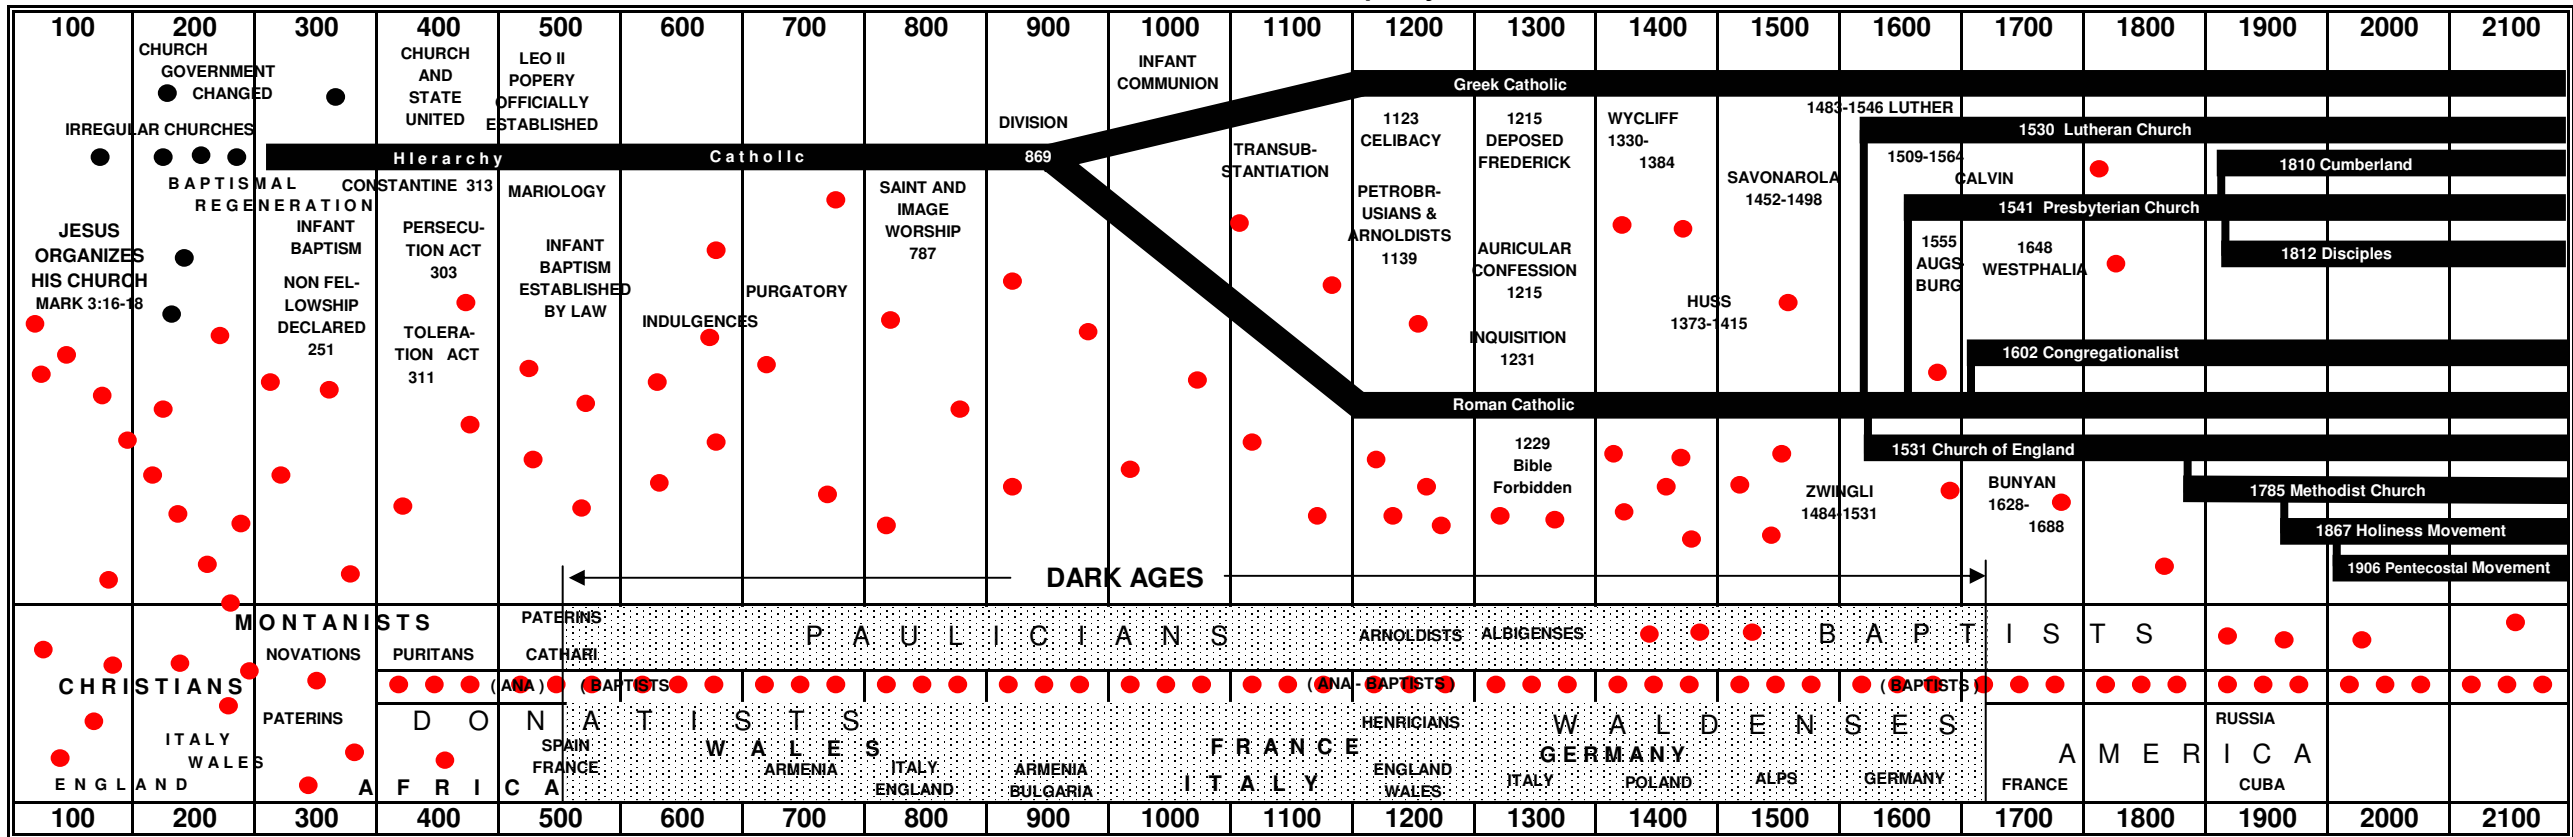 100 200 300 400 500 600 700 800 900 1000 1100 1200 1300 1400 1500 1600 1700 1800 1900 2000 2100
CHURCH
GOVERNMENT
CHANGED
IRREGULAR CHURCHES
BAPTISMAL
REGENERATION
JESUS
ORGANIZES
HIS CHURCH
MARK 3:16-18
INFANT
BAPTISM
NON FEL-
LOWSHIP
DECLARED
251
CHURCH
AND
STATE
UNITED
HIerarchy CatholIc 869
CONSTANTINE 313
PERSECU-
TION ACT
303
TOLERA-
TION ACT
311
LEO II
POPERY
OFFICIALLY
ESTABLISHED
MARIOLOGY
INFANT
BAPTISM
ESTABLISHED
BY LAW
INDULGENCES
PURGATORY
SAINT AND
IMAGE
WORSHIP
787
DIVISION
INFANT
COMMUNION
TRANSUB-
STANTIATION
Greek Catholic
1123
CELIBACY
PETROBR-
USIANS &
ARNOLDISTS
1139
1215
DEPOSED
FREDERICK
AURICULAR
CONFESSION
1215
INQUISITION
1231
Roman Catholic
1229
Bible
Forbidden
WYCLIFF
1330-
1384
HUSS
1373-1415
SAVONAROLA
1452-1498
ZWINGLI
1484-1531
1483-1546 LUTHER
1530 Lutheran Church
1509-1564
CALVIN
1810 Cumberland
1541 Presbyterian Church
1555
AUGS-
BURG
1648
WESTPHALIA
1812 Disciples
1602 Congregationalist
1531 Church of England
BUNYAN
1628-
1688
1785 Methodist Church
1867 Holiness Movement
1906 Pentecostal Movement
DARK AGES
MONTANISTS
NOVATIONS
PURITANS
PATERINS
CATHARI
PAULICIANS
ARNOLDISTS
ALBIGENSES
BAPTISTS
CHRISTIANS
(ANA) (BAPTISTS) (ANA-BAPTISTS) (BAPTISTS)
PATERINS
DONATISTS
HENRICIANS
WALDENSES
RUSSIA
ITALY
WALES
SPAIN
FRANCE
WALES
FRANCE
GERMANY
AMERICA
ENGLAND
AFRICA
ARMENIA
ITALY
ENGLAND
ARMENIA
BULGARIA
ITALY
ENGLAND
WALES
ITALY
POLAND
ALPS
GERMANY
FRANCE
CUBA
100 200 300 400 500 600 700 800 900 1000 1100 1200 1300 1400 1500 1600 1700 1800 1900 2000 2100